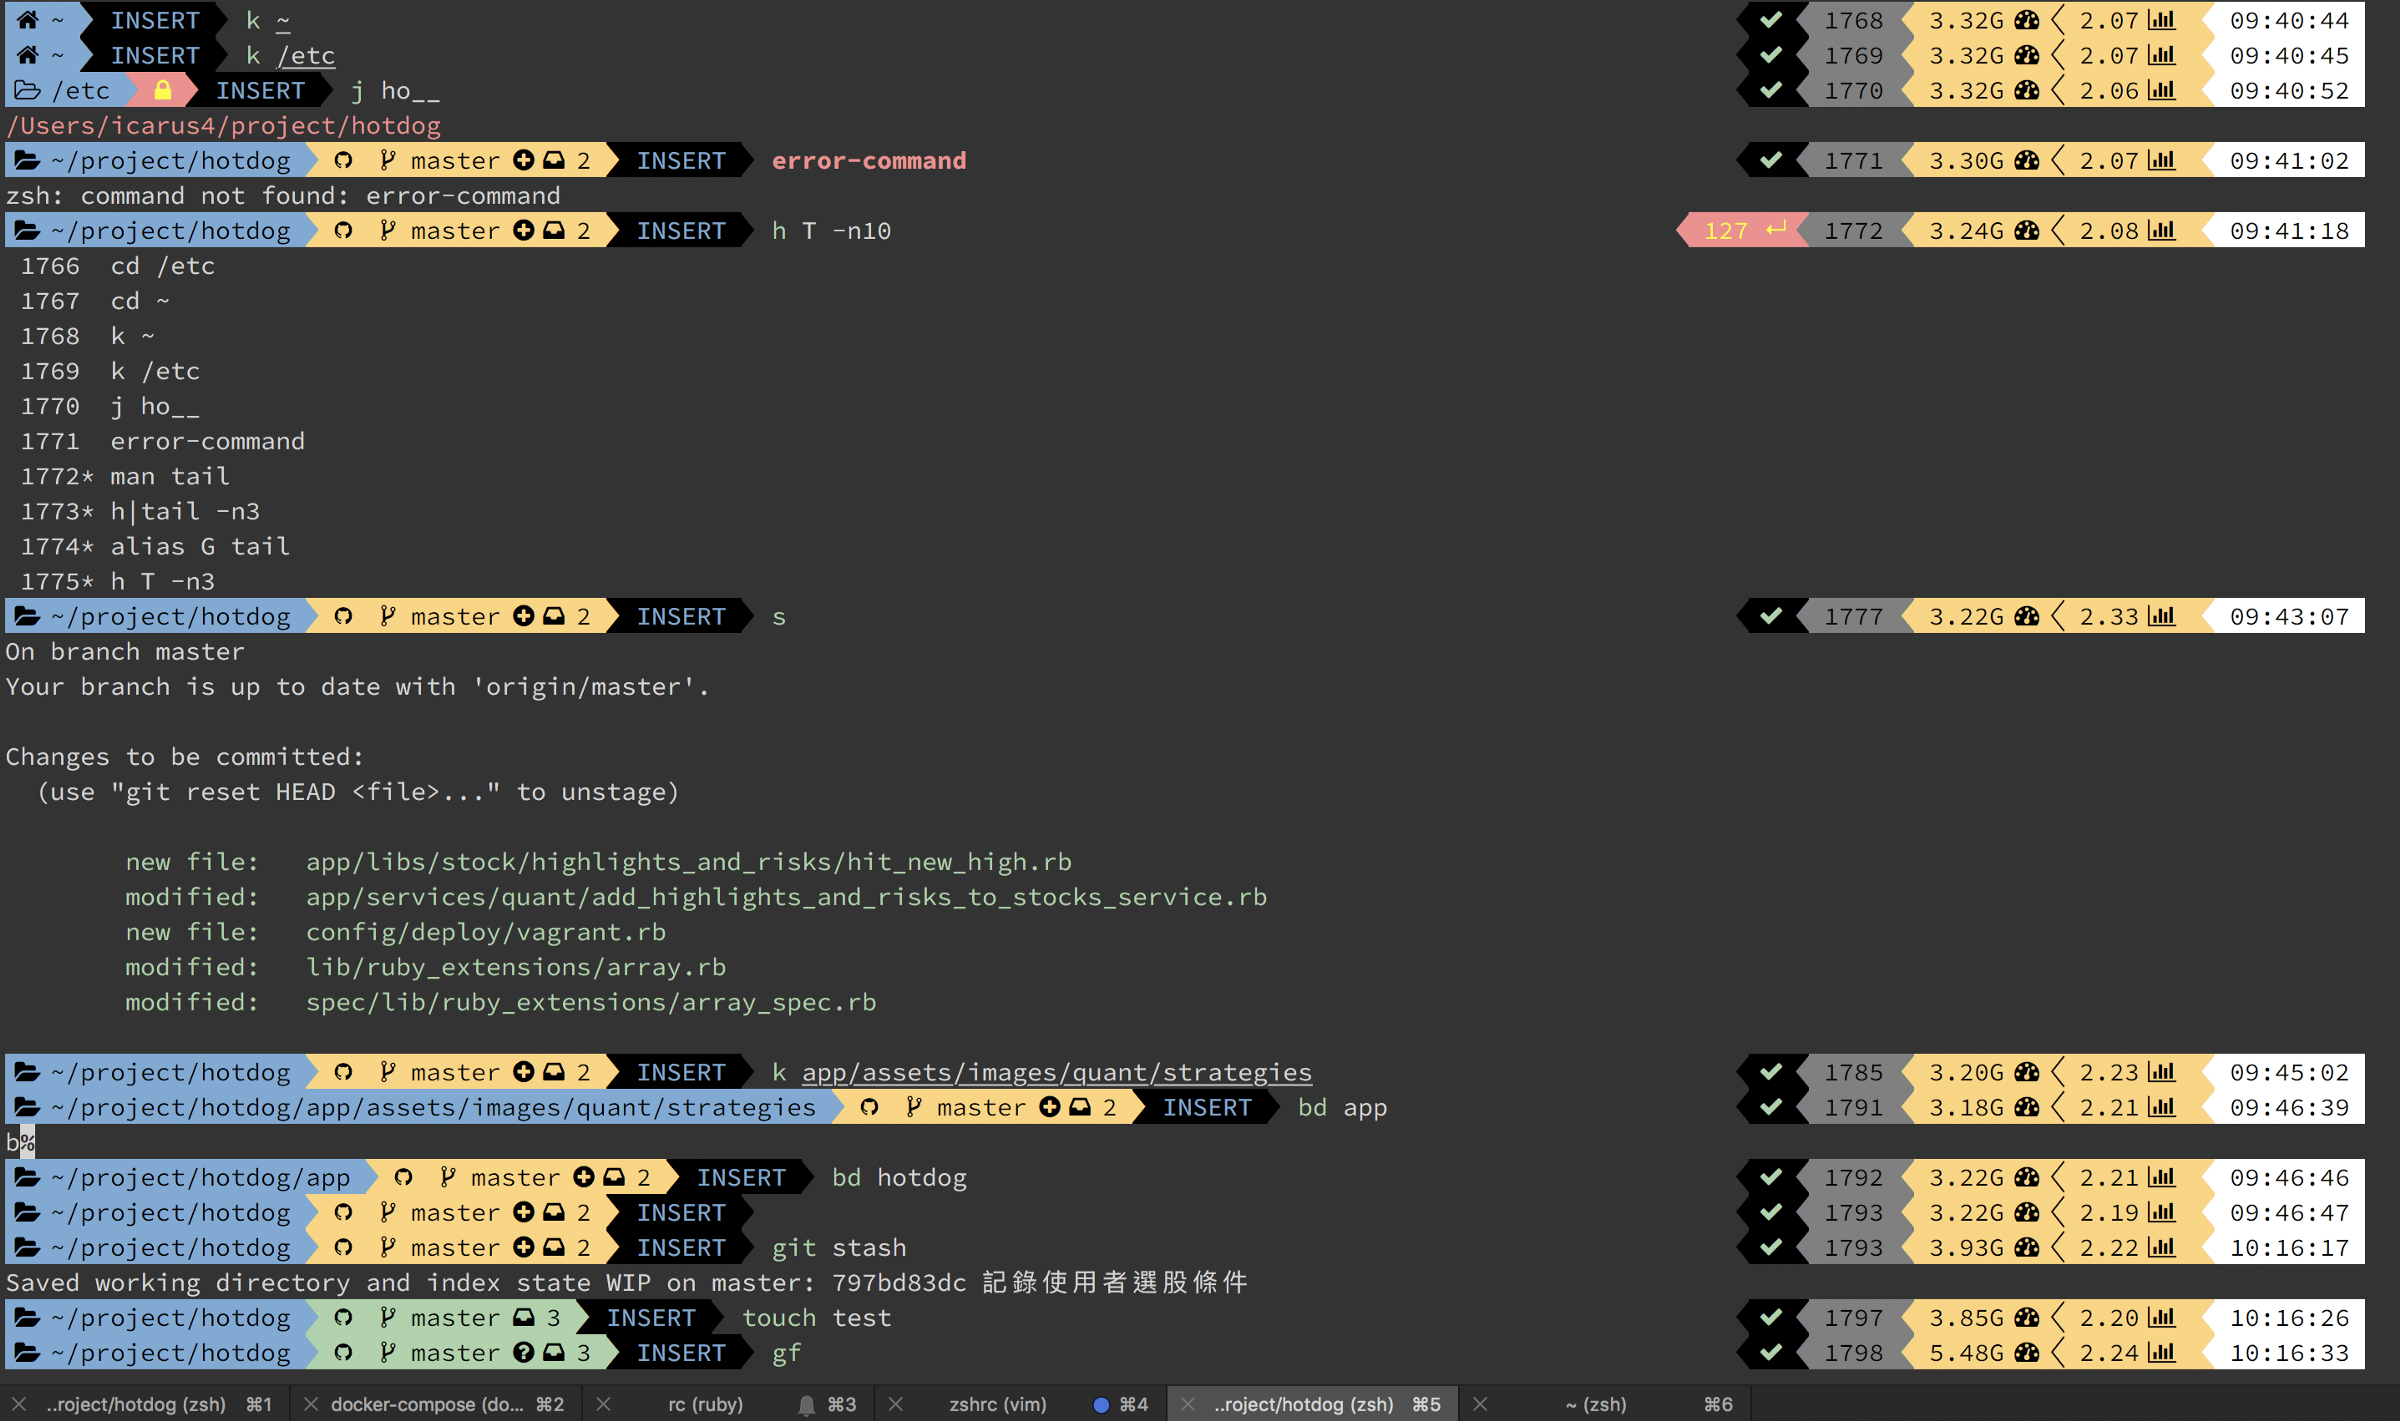 ~ INSERT k ~ 1768 3.32G 2.07 09:40:44
~ INSERT k /etc 1769 3.32G 2.07 09:40:45
/etc INSERT j ho__ 1770 3.32G 2.06 09:40:52
/Users/icarus4/project/hotdog
~/project/hotdog master 2 INSERT error-command 1771 3.30G 2.07 09:41:02
zsh: command not found: error-command
~/project/hotdog master 2 INSERT h T -n10 127 ↵ 1772 3.24G 2.08 09:41:18
1766 cd /etc
1767 cd ~
1768 k ~
1769 k /etc
1770 j ho__
1771 error-command
1772* man tail
1773* h|tail -n3
1774* alias G tail
1775* h T -n3
~/project/hotdog master 2 INSERT s 1777 3.22G 2.33 09:43:07
On branch master
Your branch is up to date with 'origin/master'.
Changes to be committed:
(use "git reset HEAD <file>..." to unstage)
new file: app/libs/stock/highlights_and_risks/hit_new_high.rb
modified: app/services/quant/add_highlights_and_risks_to_stocks_service.rb
new file: config/deploy/vagrant.rb
modified: lib/ruby_extensions/array.rb
modified: spec/lib/ruby_extensions/array_spec.rb
~/project/hotdog master 2 INSERT k app/assets/images/quant/strategies 1785 3.20G 2.23 09:45:02
~/project/hotdog/app/assets/images/quant/strategies master 2 INSERT bd app 1791 3.18G 2.21 09:46:39
b%
~/project/hotdog/app master 2 INSERT bd hotdog 1792 3.22G 2.21 09:46:46
~/project/hotdog master 2 INSERT 1793 3.22G 2.19 09:46:47
~/project/hotdog master 2 INSERT git stash 1793 3.93G 2.22 10:16:17
Saved working directory and index state WIP on master: 797bd83dc 記錄使用者選股條件
~/project/hotdog master 3 INSERT touch test 1797 3.85G 2.20 10:16:26
~/project/hotdog master ? 3 INSERT gf 1798 5.48G 2.24 10:16:33
..roject/hotdog (zsh) ⌘1 docker-compose (do... ⌘2 rc (ruby) ⌘3 zshrc (vim) ⌘4 ..roject/hotdog (zsh) ⌘5 ~ (zsh) ⌘6